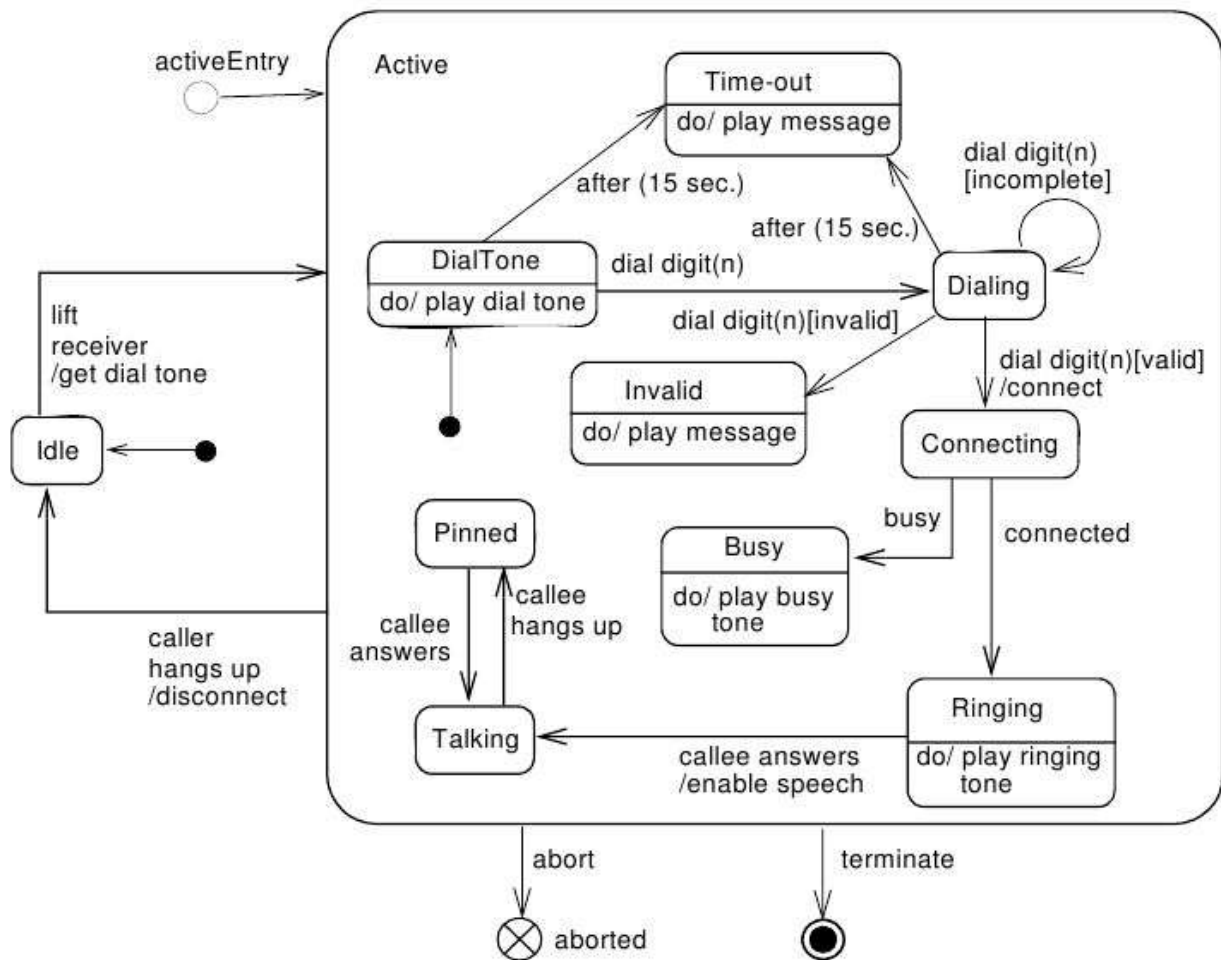 activeEntry
Active
Time-out
do/ play message
dial digit(n)
[incomplete]
after (15 sec.)
after (15 sec.)
DialTone
do/ play dial tone
dial digit(n)
Dialing
lift
receiver
/get dial tone
dial digit(n)[invalid]
dial digit(n)[valid]
/connect
Invalid
do/ play message
Idle
Connecting
Pinned
busy
connected
Busy
do/ play busy
tone
callee
hangs up
callee
answers
caller
hangs up
/disconnect
Talking
Ringing
do/ play ringing
tone
callee answers
/enable speech
abort
terminate
aborted